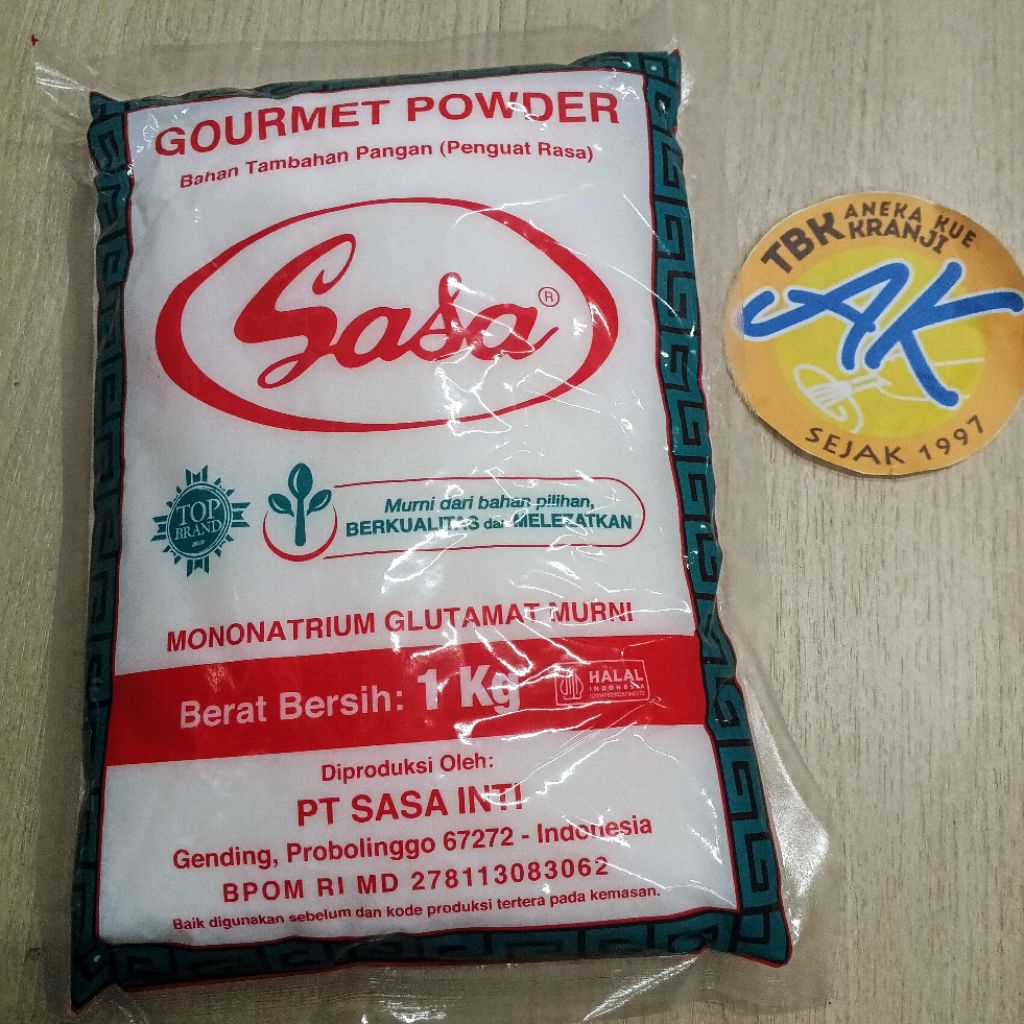 GOURMET POWDER
Bahan Tambahan Pangan (Penguat Rasa)
Sasa®
TOP
BRAND
Murni dari bahan pilihan,
BERKUALITAS dan MELEZATKAN
MONONATRIUM GLUTAMAT MURNI
Berat Bersih: 1 Kg
HALAL
INDONESIA
Diproduksi Oleh:
PT SASA INTI
Gending, Probolinggo 67272 - Indonesia
BPOM RI MD 278113083062
Baik digunakan sebelum dan kode produksi tertera pada kemasan.
TBK ANEKA KUE
KRANJI
AK
SEJAK 1997